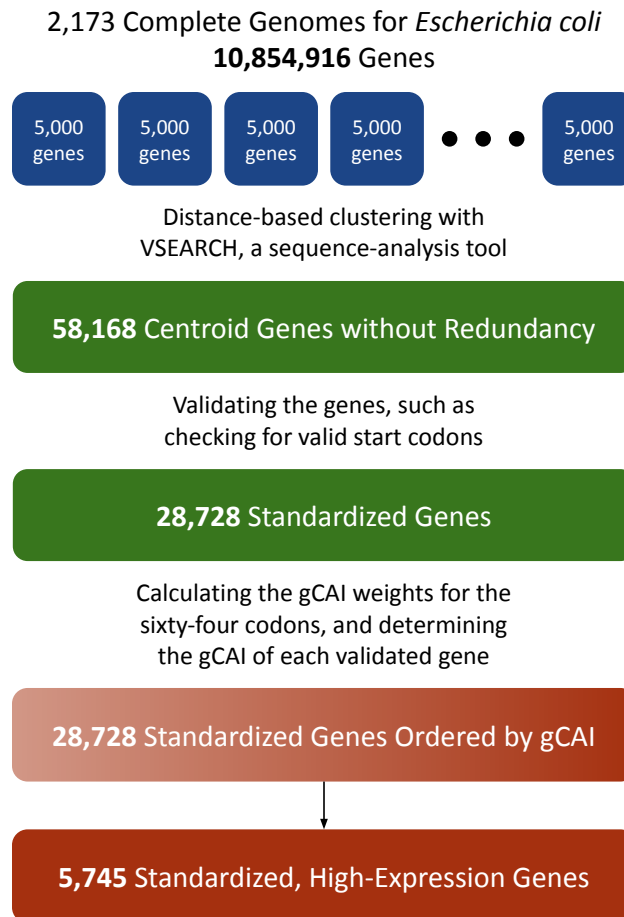 2,173 Complete Genomes for Escherichia coli
10,854,916 Genes
5,000 genes
5,000 genes
5,000 genes
5,000 genes
5,000 genes
Distance-based clustering with
VSEARCH, a sequence-analysis tool
58,168 Centroid Genes without Redundancy
Validating the genes, such as
checking for valid start codons
28,728 Standardized Genes
Calculating the gCAI weights for the
sixty-four codons, and determining
the gCAI of each validated gene
28,728 Standardized Genes Ordered by gCAI
5,745 Standardized, High-Expression Genes